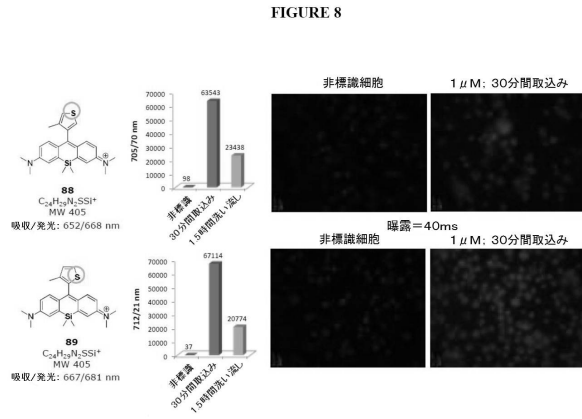 FIGURE 8
非標識細胞
1μM; 30分間取込み
S
Si
N
N
+
88
C24H29N2SSi+
MW 405
吸収/発光: 652/668 nm
705/70 nm
70000
60000
50000
40000
30000
20000
10000
0
98
63543
23438
非標識
30分間取込み
1.5時間洗い流し
曝露=40ms
非標識細胞
1μM; 30分間取込み
S
Si
N
N
+
89
C24H29N2SSi+
MW 405
吸収/発光: 667/681 nm
712/21 nm
70000
60000
50000
40000
30000
20000
10000
0
37
67114
20774
非標識
30分間取込み
1.5時間洗い流し